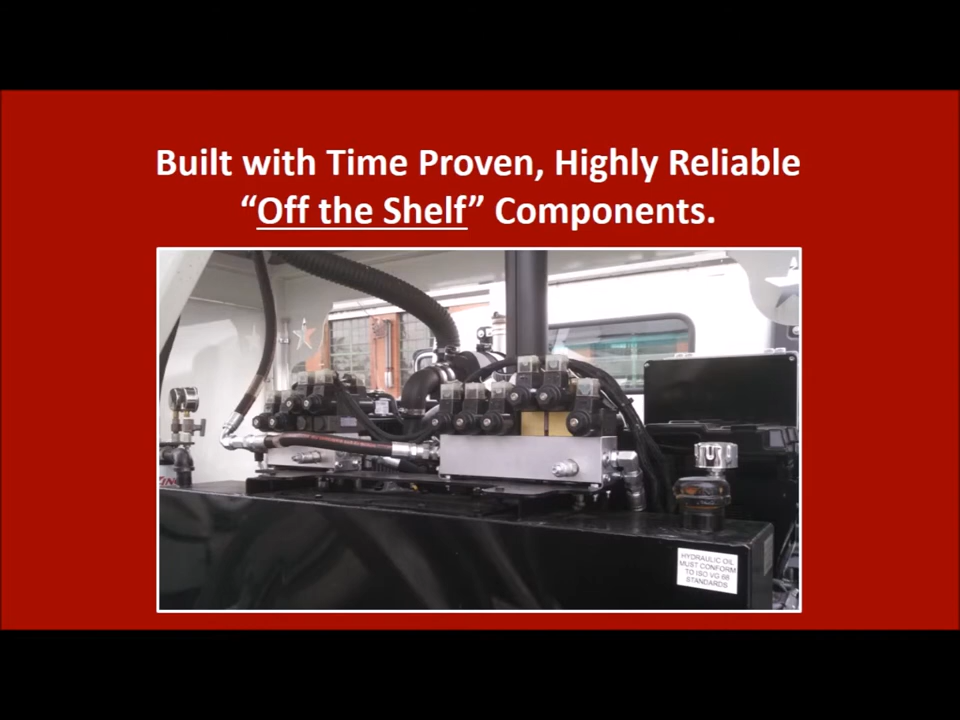 Built with Time Proven, Highly Reliable
“Off the Shelf” Components.
HYDRAULIC OIL
MUST CONFORM
TO ISO VG 68
STANDARDS